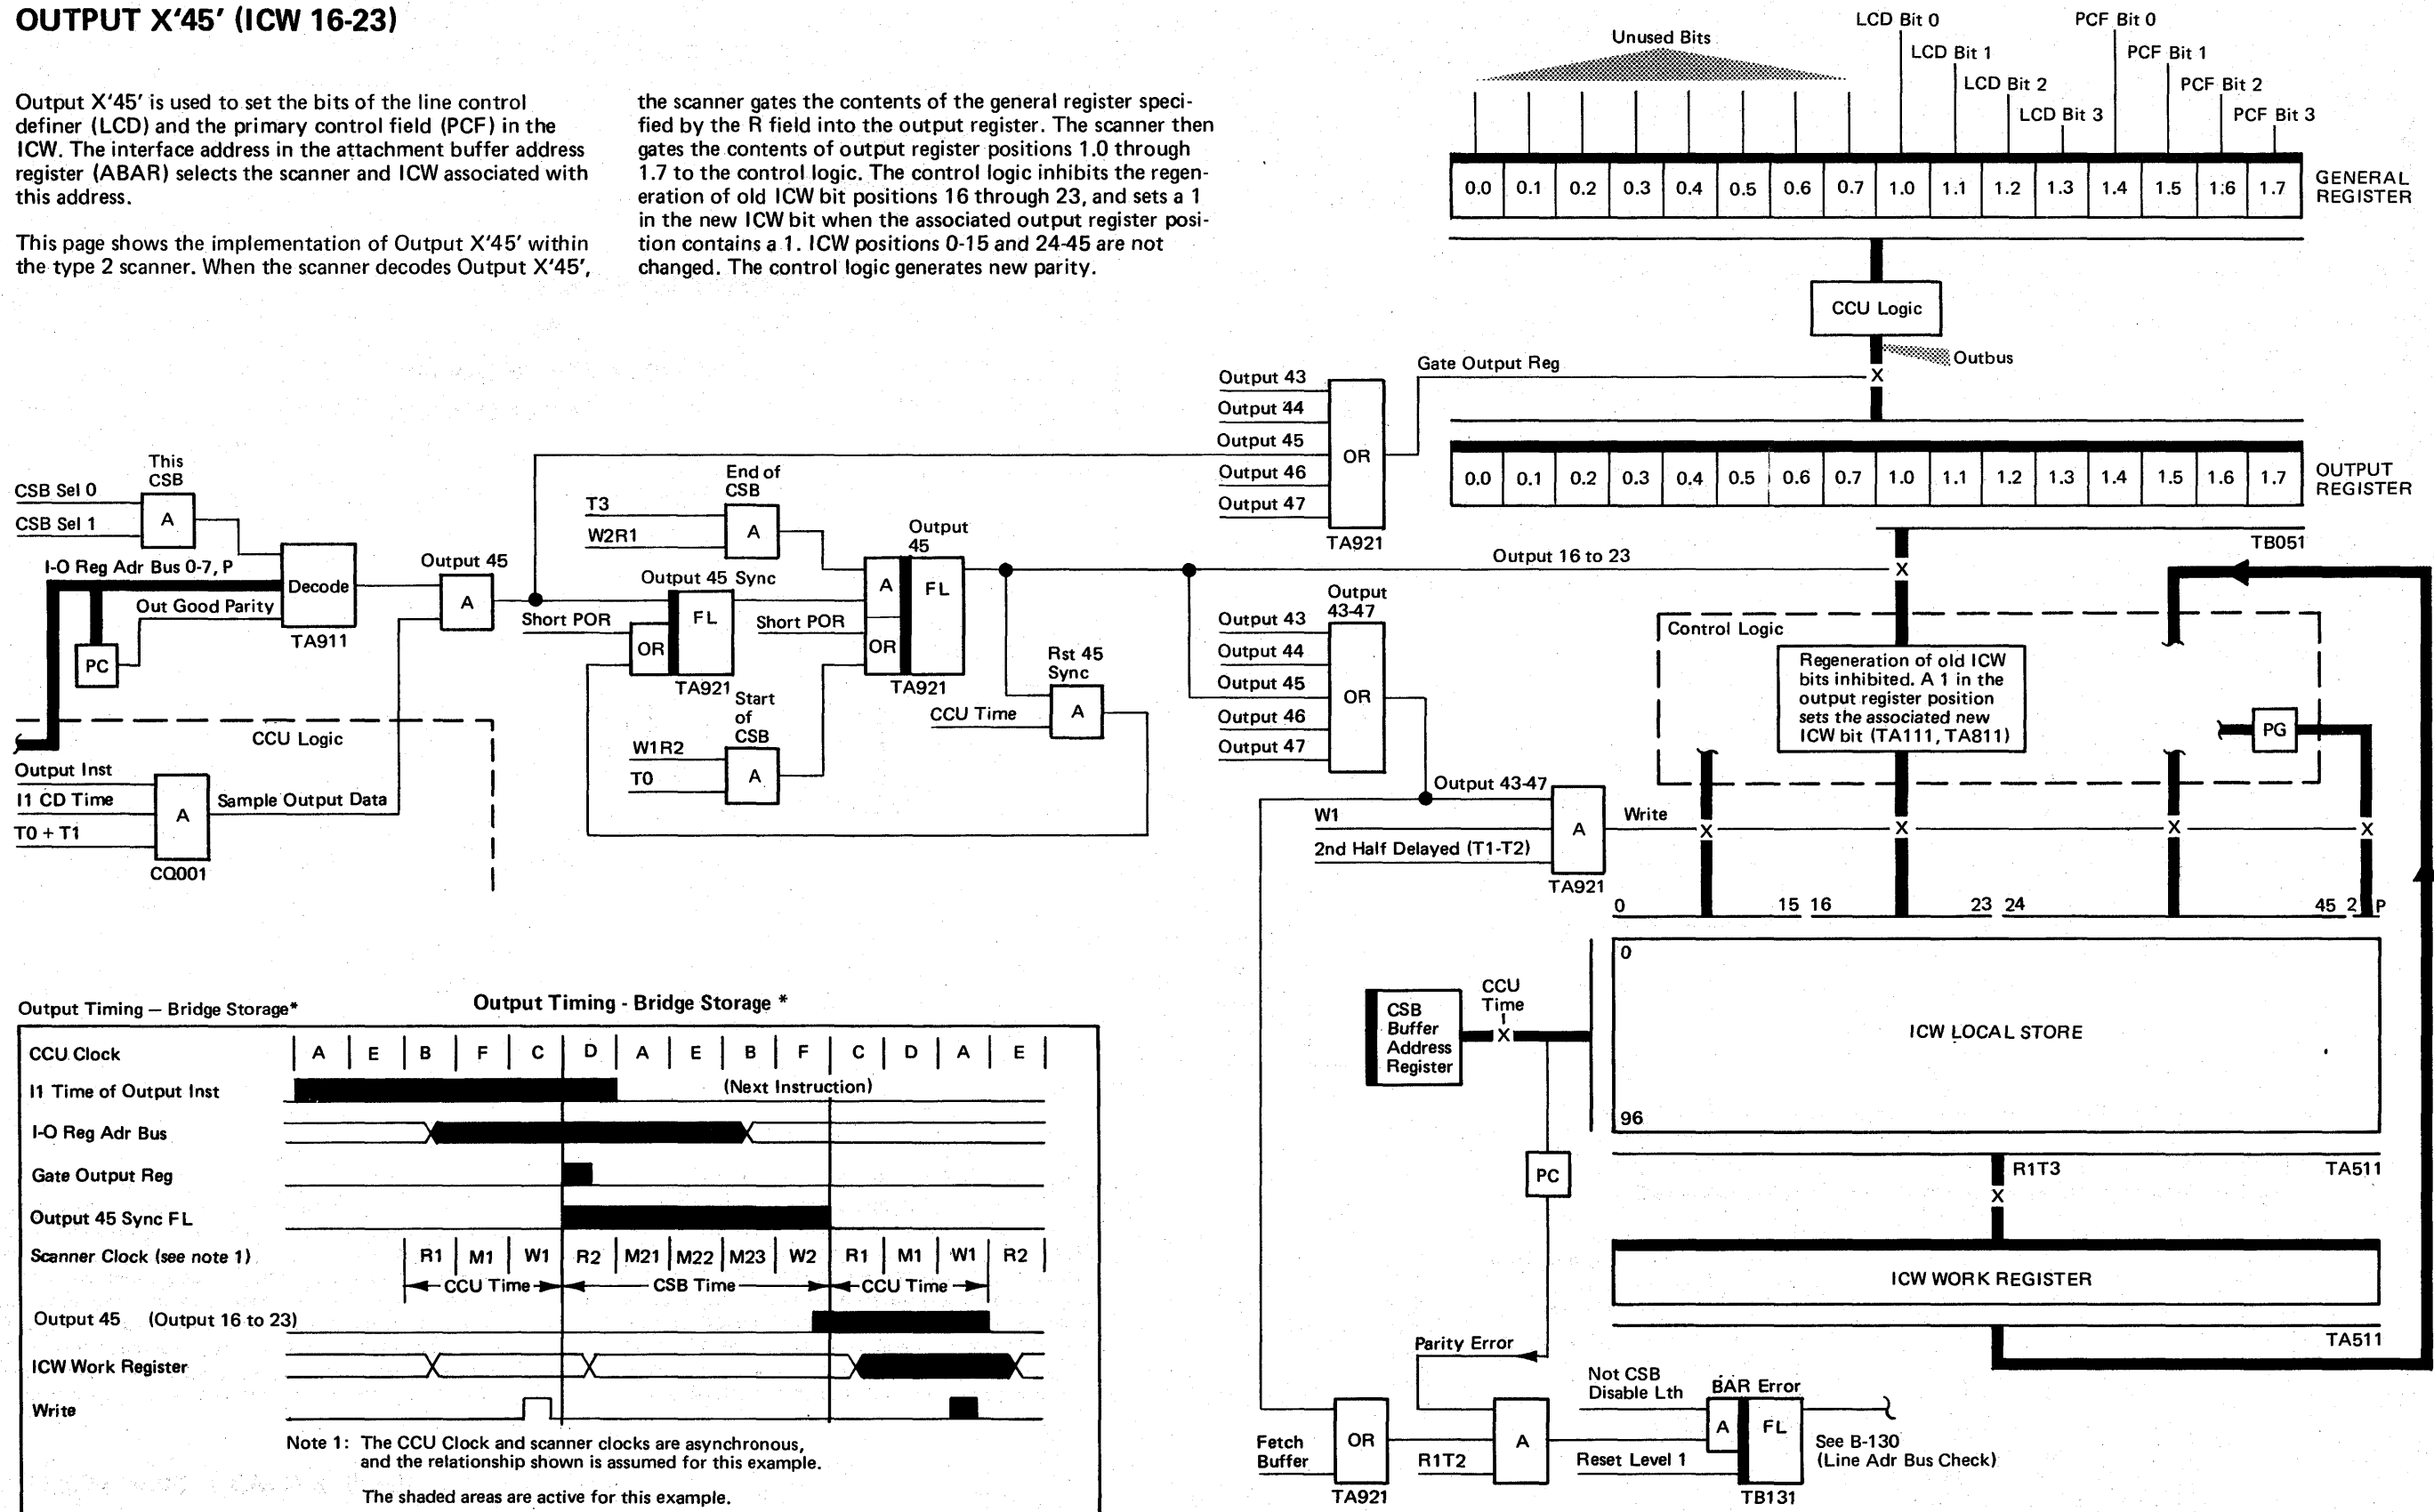 OUTPUT X'45' (ICW 16-23)
Output X'45' is used to set the bits of the line control
definer (LCD) and the primary control field (PCF) in the
ICW. The interface address in the attachment buffer address
register (ABAR) selects the scanner and ICW associated with
this address.
This page shows the implementation of Output X'45' within
the type 2 scanner. When the scanner decodes Output X'45',
the scanner gates the contents of the general register speci-
fied by the R field into the output register. The scanner then
gates the contents of output register positions 1.0 through
1.7 to the control logic. The control logic inhibits the regen-
eration of old ICW bit positions 16 through 23, and sets a 1
in the new ICW bit when the associated output register posi-
tion contains a 1. ICW positions 0-15 and 24-45 are not
changed. The control logic generates new parity.
Unused Bits
LCD Bit 0
LCD Bit 1
LCD Bit 2
LCD Bit 3
PCF Bit 0
PCF Bit 1
PCF Bit 2
PCF Bit 3
0.0 0.1 0.2 0.3 0.4 0.5 0.6 0.7 1.0 1.1 1.2 1.3 1.4 1.5 1.6 1.7
GENERAL
REGISTER
CCU Logic
Outbus
Gate Output Reg
X
Output 43
Output 44
Output 45
Output 46
Output 47
OR
TA921
0.0 0.1 0.2 0.3 0.4 0.5 0.6 0.7 1.0 1.1 1.2 1.3 1.4 1.5 1.6 1.7
OUTPUT
REGISTER
TB051
This
CSB
CSB Sel 0
CSB Sel 1
A
I-O Reg Adr Bus 0-7, P
Decode
TA911
Out Good Parity
PC
Output 45
A
CCU Logic
Output Inst
I1 CD Time
T0 + T1
A
CQ001
Sample Output Data
End of
CSB
T3
W2R1
A
Output 45 Sync
Short POR
OR
FL
TA921
Short POR
Output
45
A
OR
FL
TA921
Start
of
CSB
W1R2
T0
A
Rst 45
Sync
CCU Time
A
Output 16 to 23
X
Output
43-47
Output 43
Output 44
Output 45
Output 46
Output 47
OR
Output 43-47
W1
2nd Half Delayed (T1-T2)
A
TA921
Write
Control Logic
Regeneration of old ICW
bits inhibited. A 1 in the
output register position
sets the associated new
ICW bit (TA111, TA811)
PG
X X X X
0 15 16 23 24 45 2 P
CSB
Buffer
Address
Register
CCU
Time
X
0
ICW LOCAL STORE
96
PC
R1T3
TA511
X
ICW WORK REGISTER
TA511
Parity Error
Fetch
Buffer
OR
TA921
R1T2
A
Not CSB
Disable Lth
BAR Error
A
FL
Reset Level 1
TB131
See B-130
(Line Adr Bus Check)
Output Timing — Bridge Storage*
Output Timing - Bridge Storage *
CCU Clock A E B F C D A E B F C D A E
I1 Time of Output Inst
(Next Instruction)
I-O Reg Adr Bus
Gate Output Reg
Output 45 Sync FL
Scanner Clock (see note 1) R1 M1 W1 R2 M21 M22 M23 W2 R1 M1 W1 R2
CCU Time CSB Time CCU Time
Output 45 (Output 16 to 23)
ICW Work Register
Write
Note 1: The CCU Clock and scanner clocks are asynchronous,
and the relationship shown is assumed for this example.
The shaded areas are active for this example.